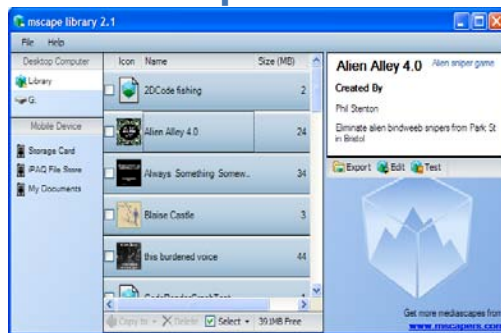 mscape library 2.1
File Help
Desktop Computer
Library
G:
Mobile Device
Storage Card
iPAQ File Store
My Documents
Icon Name Size (MB)
2DCode fishing 2
Alien Alley 4.0 24
Always Something Somew.. 34
Blaise Castle 3
this burdened voice 44
Copy to Delete Select 391MB Free
Alien Alley 4.0 Alien sniper game
Created By
Phil Stenton
Eliminate alien bindweeb snipers from Park St
in Bristol
Export Edit Test
Get more mediascapes from
www.mscapers.com